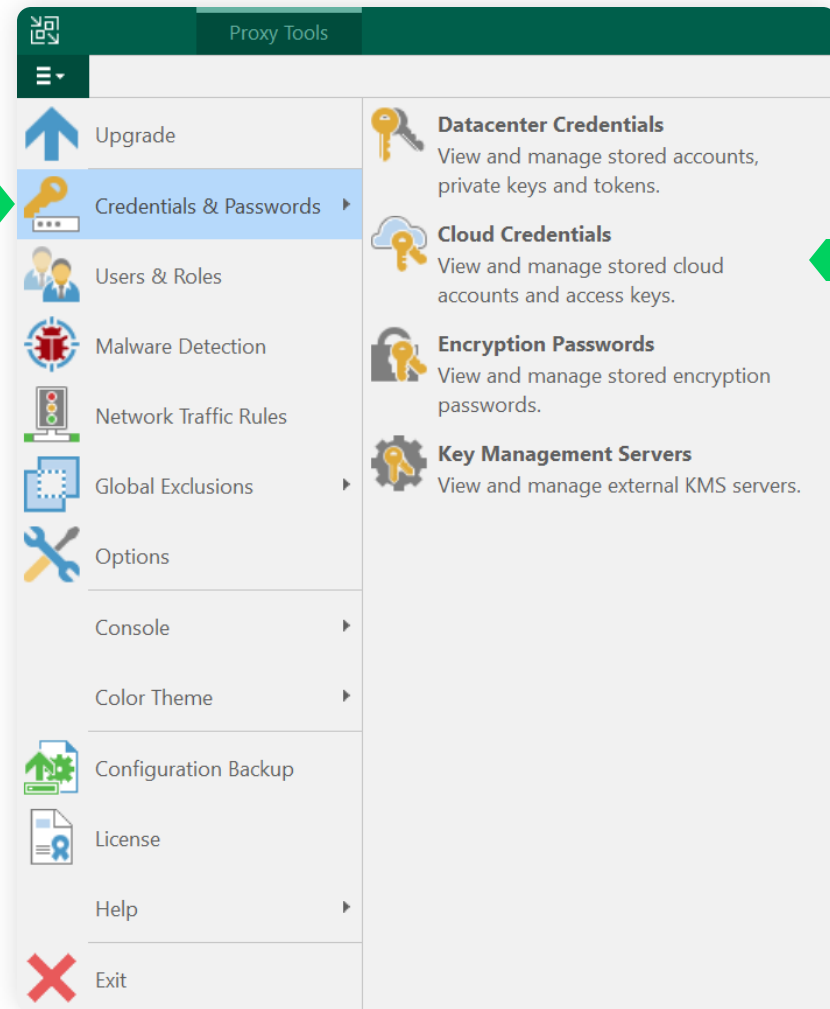 Proxy Tools
Upgrade
Credentials & Passwords
Users & Roles
Malware Detection
Network Traffic Rules
Global Exclusions
Options
Console
Color Theme
Configuration Backup
License
Help
Exit
Datacenter Credentials
View and manage stored accounts,
private keys and tokens.
Cloud Credentials
View and manage stored cloud
accounts and access keys.
Encryption Passwords
View and manage stored encryption
passwords.
Key Management Servers
View and manage external KMS servers.